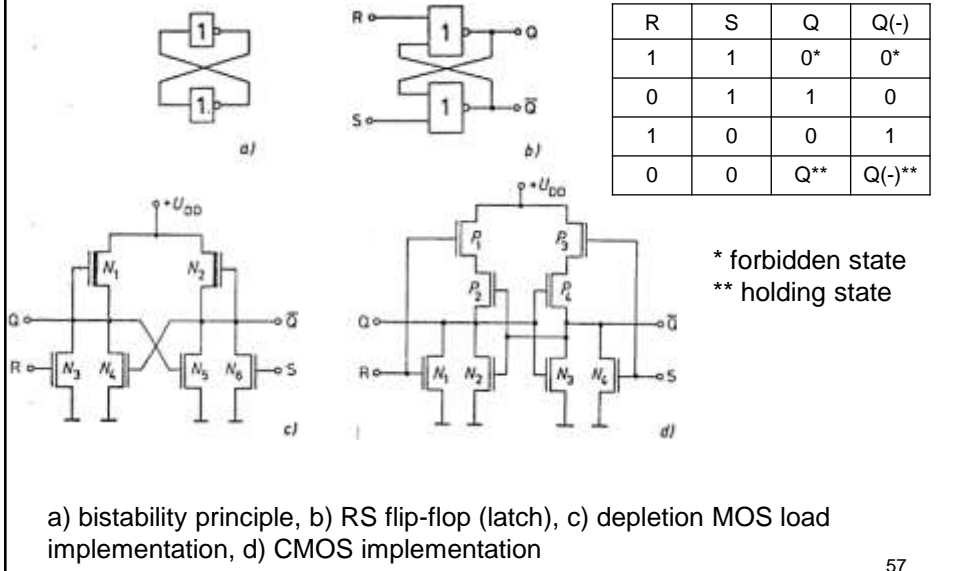 1
1
a)
R
1
Q
1
Q̅
S
b)
R S Q Q(-)
1 1 0* 0*
0 1 1 0
1 0 0 1
0 0 Q** Q(-)**
* forbidden state
** holding state
+U_DD
N₁ N₂
Q Q̅
R N₃ N₄ N₅ N₆ S
c)
+U_DD
P₁ P₃
P₂ P₄
Q Q̅
R N₁ N₂ N₃ N₄ S
d)
a) bistability principle, b) RS flip-flop (latch), c) depletion MOS load
implementation, d) CMOS implementation
57